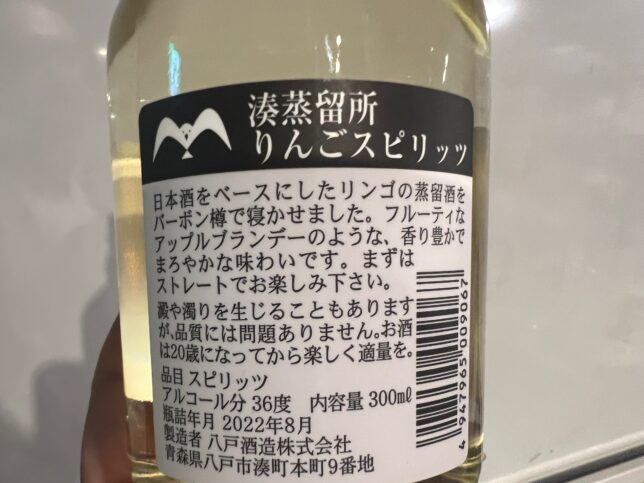 湊蒸留所
りんごスピリッツ
日本酒をベースにしたリンゴの蒸留酒を
バーボン樽で寝かせました。フルーティな
アップルブランデーのような、香り豊かで
まろやかな味わいです。まずは
ストレートでお楽しみ下さい。
澱や濁りを生じることもあります
が、品質には問題ありません。お酒
は20歳になってから楽しく適量を。
品目 スピリッツ
アルコール分 36度　内容量 300ml
瓶詰年月 2022年8月
製造者 八戸酒造株式会社
青森県八戸市湊町本町9番地
4947965009067